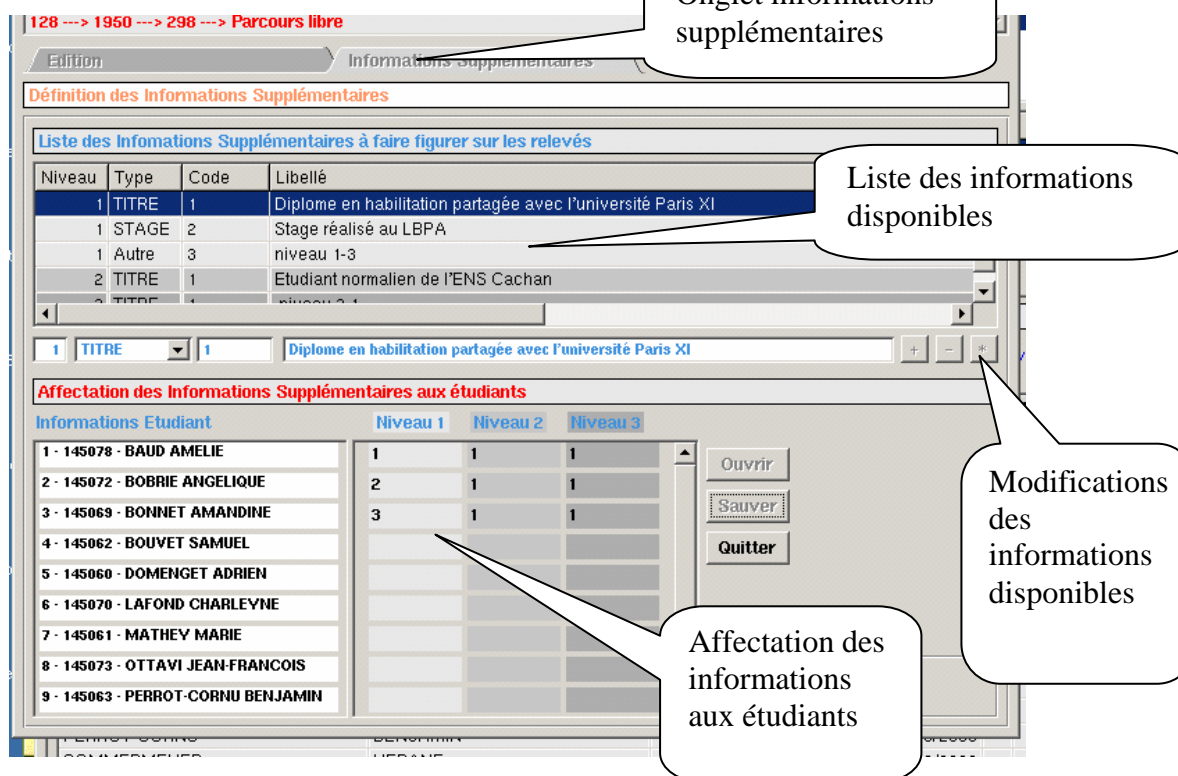 Onglet informations
supplémentaires
128 ---> 1950 ---> 298 ---> Parcours libre
Edition
Informations Supplémentaires
Définition des Informations Supplémentaires
Liste des Infomations Supplémentaires à faire figurer sur les relevés
Niveau Type Code Libellé
1 TITRE 1 Diplome en habilitation partagée avec l'université Paris XI
1 STAGE 2 Stage réalisé au LBPA
1 Autre 3 niveau 1-3
2 TITRE 1 Etudiant normalien de l'ENS Cachan
TITRE 1
1 TITRE 1 Diplome en habilitation partagée avec l'université Paris XI + - *
Liste des informations
disponibles
Affectation des Informations Supplémentaires aux étudiants
Informations Etudiant Niveau 1 Niveau 2 Niveau 3
1 - 145078 - BAUD AMELIE 1 1 1
2 - 145072 - BOBRIE ANGELIQUE 2 1 1
3 - 145069 - BONNET AMANDINE 3 1 1
4 - 145062 - BOUVET SAMUEL
5 - 145060 - DOMENGET ADRIEN
6 - 145070 - LAFOND CHARLEYNE
7 - 145061 - MATHEY MARIE
8 - 145073 - OTTAVI JEAN-FRANCOIS
9 - 145063 - PERROT-CORNU BENJAMIN
Ouvrir
Sauver
Quitter
Modifications
des
informations
disponibles
Affectation des
informations
aux étudiants